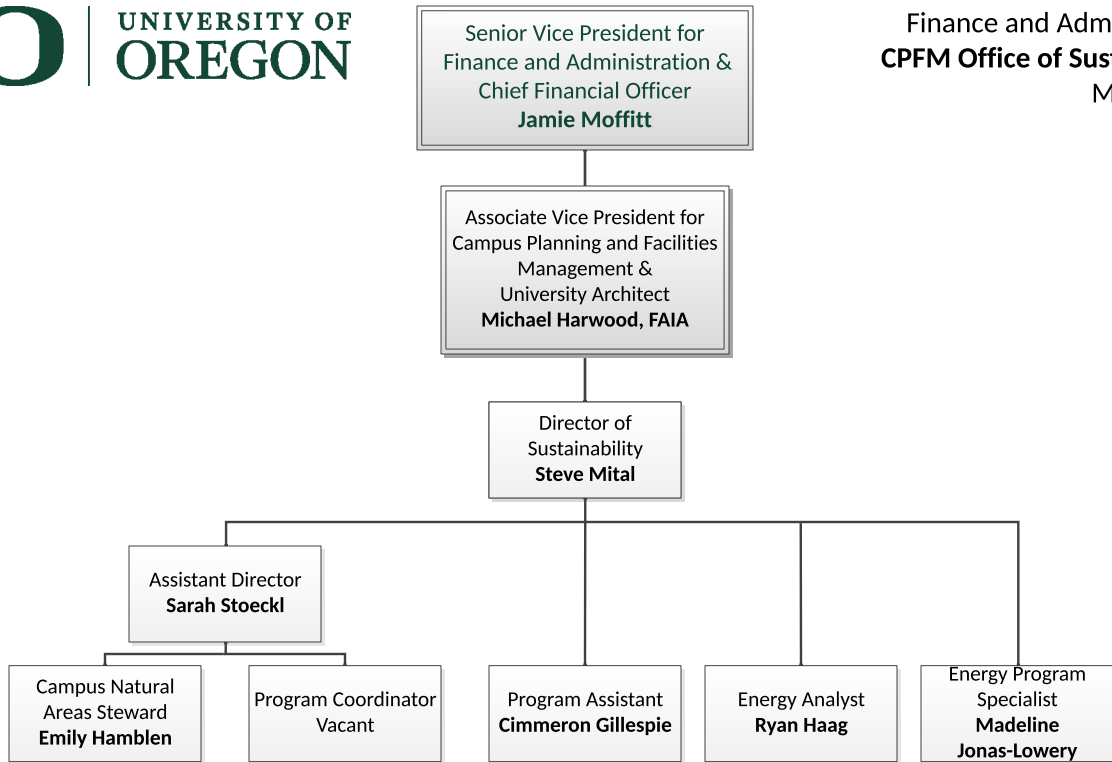 UNIVERSITY OF
OREGON
Senior Vice President for
Finance and Administration &
Chief Financial Officer
Jamie Moffitt
Finance and Adm
CPFM Office of Sust
M
Associate Vice President for
Campus Planning and Facilities
Management &
University Architect
Michael Harwood, FAIA
Director of
Sustainability
Steve Mital
Assistant Director
Sarah Stoeckl
Campus Natural
Areas Steward
Emily Hamblen
Program Coordinator
Vacant
Program Assistant
Cimmeron Gillespie
Energy Analyst
Ryan Haag
Energy Program
Specialist
Madeline
Jonas-Lowery